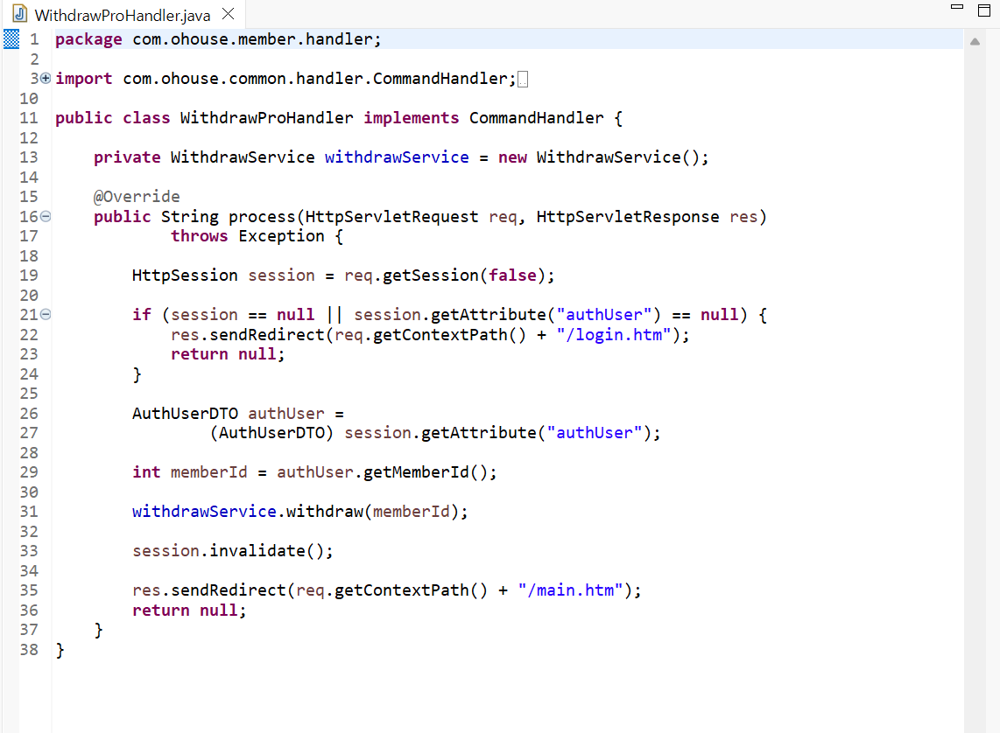 WithdrawProHandler.java
1 package com.ohouse.member.handler;
2
3 import com.ohouse.common.handler.CommandHandler;
10
11 public class WithdrawProHandler implements CommandHandler {
12
13     private WithdrawService withdrawService = new WithdrawService();
14
15     @Override
16     public String process(HttpServletRequest req, HttpServletResponse res)
17             throws Exception {
18
19         HttpSession session = req.getSession(false);
20
21         if (session == null || session.getAttribute("authUser") == null) {
22             res.sendRedirect(req.getContextPath() + "/login.htm");
23             return null;
24         }
25
26         AuthUserDTO authUser =
27                 (AuthUserDTO) session.getAttribute("authUser");
28
29         int memberId = authUser.getMemberId();
30
31         withdrawService.withdraw(memberId);
32
33         session.invalidate();
34
35         res.sendRedirect(req.getContextPath() + "/main.htm");
36         return null;
37     }
38 }